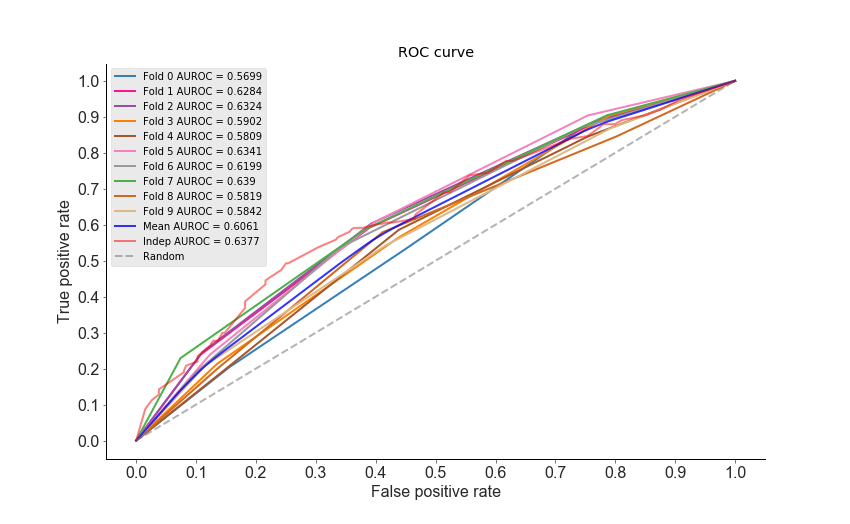 ROC curve
Fold 0 AUROC = 0.5699
Fold 1 AUROC = 0.6284
Fold 2 AUROC = 0.6324
Fold 3 AUROC = 0.5902
Fold 4 AUROC = 0.5809
Fold 5 AUROC = 0.6341
Fold 6 AUROC = 0.6199
Fold 7 AUROC = 0.639
Fold 8 AUROC = 0.5819
Fold 9 AUROC = 0.5842
Mean AUROC = 0.6061
Indep AUROC = 0.6377
Random
True positive rate
1.0
0.9
0.8
0.7
0.6
0.5
0.4
0.3
0.2
0.1
0.0
0.0 0.1 0.2 0.3 0.4 0.5 0.6 0.7 0.8 0.9 1.0
False positive rate